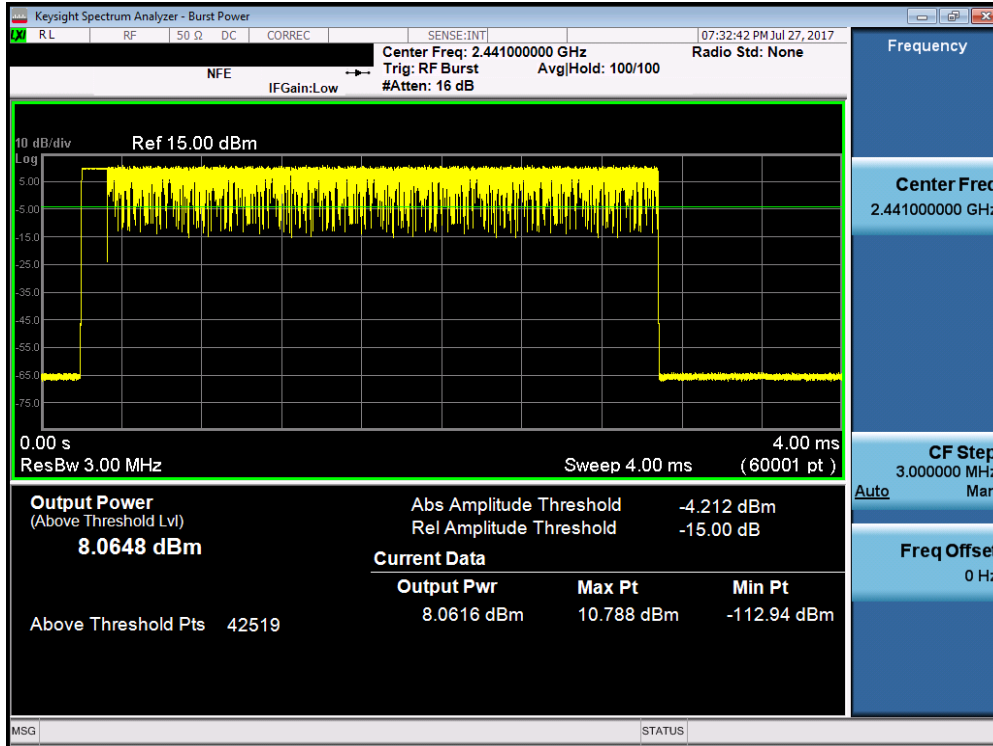 Keysight Spectrum Analyzer - Burst Power
LXI RL RF 50 Ω DC CORREC SENSE:INT 07:32:42 PM Jul 27, 2017
Center Freq: 2.441000000 GHz Radio Std: None
NFE Trig: RF Burst Avg|Hold: 100/100
IFGain:Low #Atten: 16 dB
10 dB/div Ref 15.00 dBm
Log
5.00
-5.00
-15.0
-25.0
-35.0
-45.0
-55.0
-65.0
-75.0
0.00 s 4.00 ms
ResBw 3.00 MHz Sweep 4.00 ms (60001 pt)
Output Power
(Above Threshold Lvl)
8.0648 dBm
Above Threshold Pts 42519
Abs Amplitude Threshold -4.212 dBm
Rel Amplitude Threshold -15.00 dB
Current Data
Output Pwr Max Pt Min Pt
8.0616 dBm 10.788 dBm -112.94 dBm
MSG STATUS
Frequency
Center Freq
2.441000000 GHz
CF Step
3.000000 MHz
Auto Man
Freq Offset
0 Hz